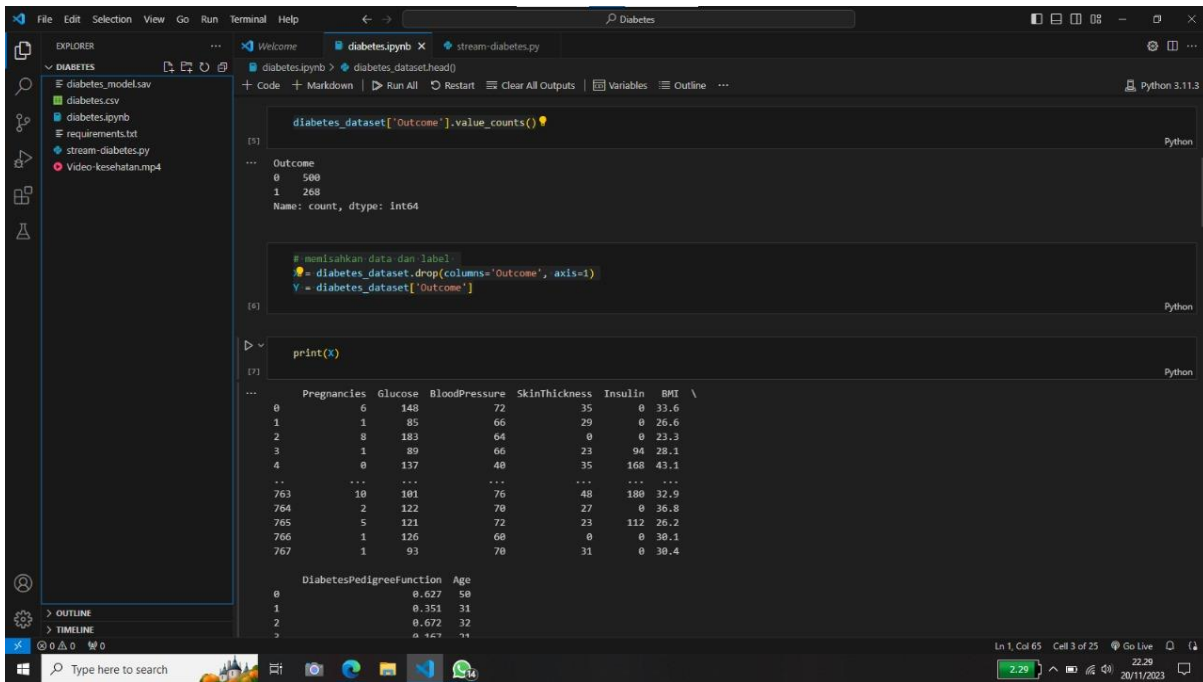 File Edit Selection View Go Run Terminal Help
Diabetes
EXPLORER
Welcome
diabetes.ipynb
stream-diabetes.py
DIABETES
diabetes_model.sav
diabetes.csv
diabetes.ipynb
requirements.txt
stream-diabetes.py
Video-kesehatan.mp4
OUTLINE
TIMELINE
diabetes.ipynb > diabetes_dataset.head()
+ Code + Markdown | Run All Restart Clear All Outputs | Variables Outline ...
Python 3.11.3
diabetes_dataset['Outcome'].value_counts()
[5]
Python
... Outcome
0 500
1 268
Name: count, dtype: int64
# memisahkan data dan label
= diabetes_dataset.drop(columns='Outcome', axis=1)
Y = diabetes_dataset['Outcome']
[6]
Python
print(X)
[7]
Python
... Pregnancies Glucose BloodPressure SkinThickness Insulin BMI \
0 6 148 72 35 0 33.6
1 1 85 66 29 0 26.6
2 8 183 64 0 0 23.3
3 1 89 66 23 94 28.1
4 0 137 40 35 168 43.1
.. ... ... ... ... ... ...
763 10 101 76 48 180 32.9
764 2 122 70 27 0 36.8
765 5 121 72 23 112 26.2
766 1 126 60 0 0 30.1
767 1 93 70 31 0 30.4
DiabetesPedigreeFunction Age
0 0.627 50
1 0.351 31
2 0.672 32
0 0 0
Ln 1, Col 65 Cell 3 of 25 Go Live
Type here to search
14
2.29
22.29
20/11/2023